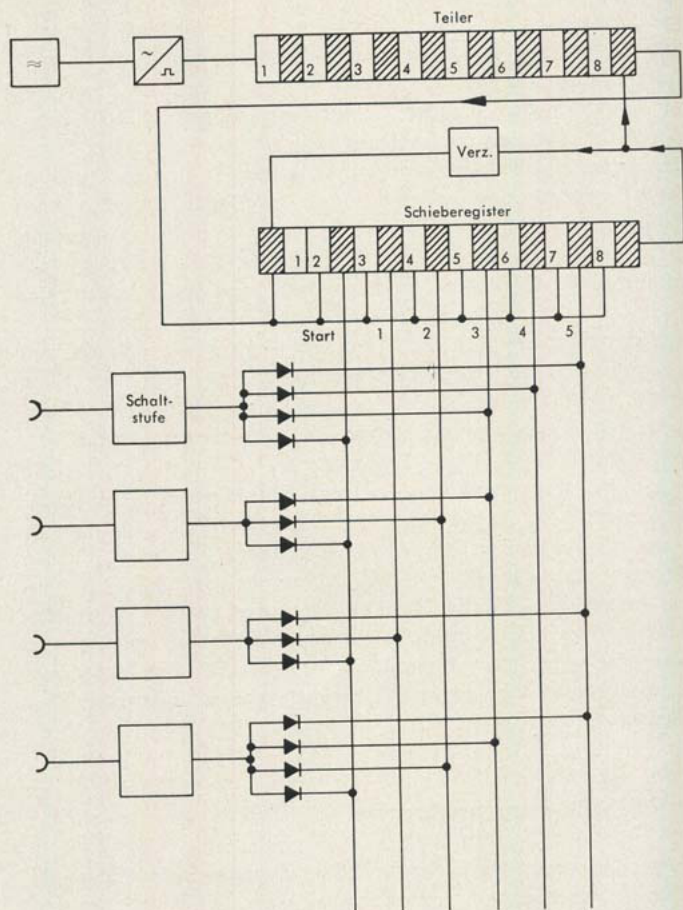 Teiler
≈
~
1 2 3 4 5 6 7 8
Verz.
Schieberegister
1 2 3 4 5 6 7 8
Start 1 2 3 4 5
Schalt-
stufe